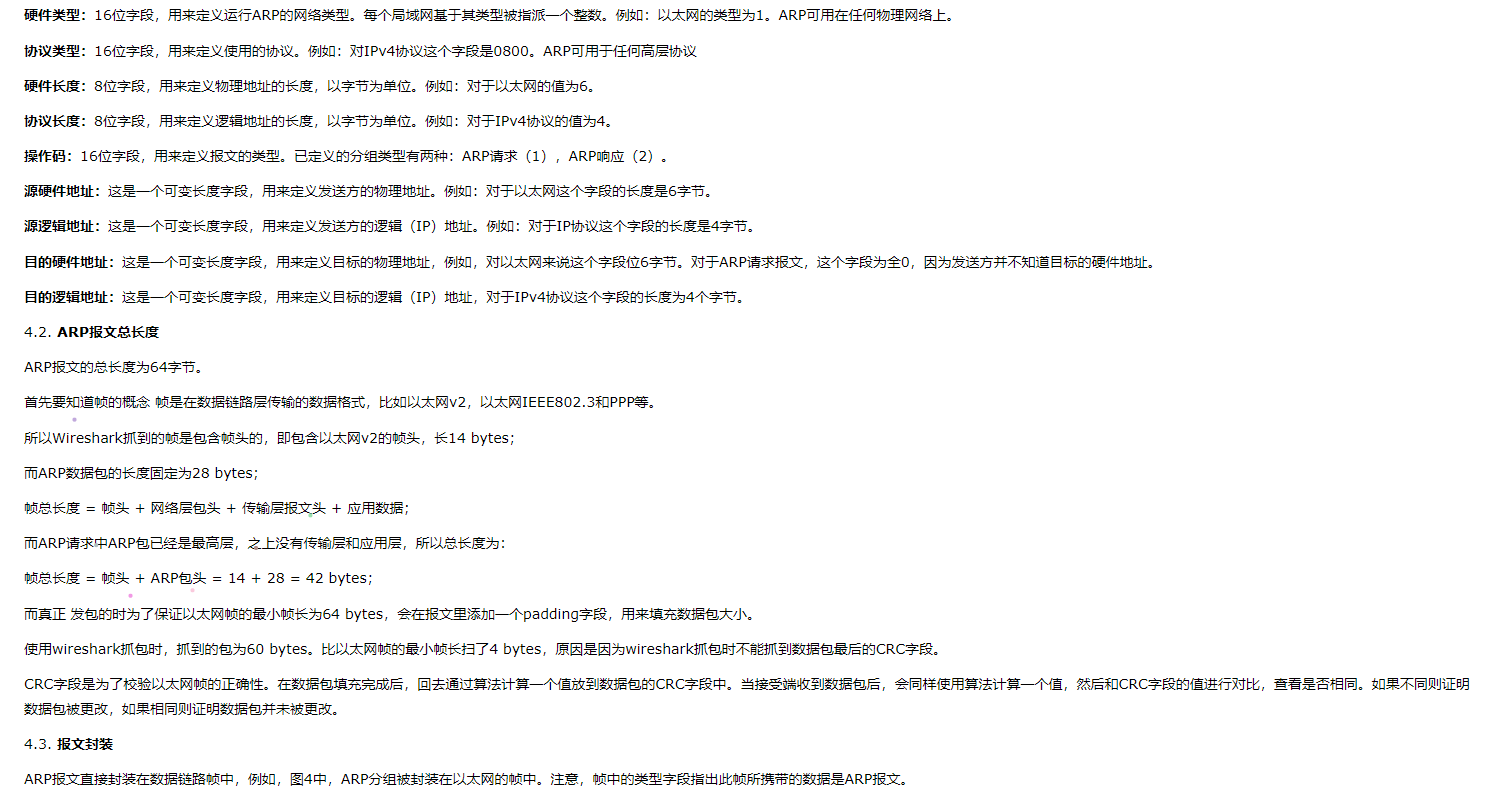 硬件类型：16位字段，用来定义运行ARP的网络类型。每个局域网基于其类型被指派一个整数。例如：以太网的类型为1。ARP可用在任何物理网络上。
协议类型：16位字段，用来定义使用的协议。例如：对IPv4协议这个字段是0800。ARP可用于任何高层协议
硬件长度：8位字段，用来定义物理地址的长度，以字节为单位。例如：对于以太网的值为6。
协议长度：8位字段，用来定义逻辑地址的长度，以字节为单位。例如：对于IPv4协议的值为4。
操作码：16位字段，用来定义报文的类型。已定义的分组类型有两种：ARP请求（1），ARP响应（2）。
源硬件地址：这是一个可变长度字段，用来定义发送方的物理地址。例如：对于以太网这个字段的长度是6字节。
源逻辑地址：这是一个可变长度字段，用来定义发送方的逻辑（IP）地址。例如：对于IP协议这个字段的长度是4字节。
目的硬件地址：这是一个可变长度字段，用来定义目标的物理地址，例如，对以太网来说这个字段位6字节。对于ARP请求报文，这个字段为全0，因为发送方并不知道目标的硬件地址。
目的逻辑地址：这是一个可变长度字段，用来定义目标的逻辑（IP）地址，对于IPv4协议这个字段的长度为4个字节。
4.2. ARP报文总长度
ARP报文的总长度为64字节。
首先要知道帧的概念 帧是在数据链路层传输的数据格式，比如以太网v2，以太网IEEE802.3和PPP等。
所以Wireshark抓到的帧是包含帧头的，即包含以太网v2的帧头，长14 bytes；
而ARP数据包的长度固定为28 bytes；
帧总长度 = 帧头 + 网络层包头 + 传输层报文头 + 应用数据；
而ARP请求中ARP包已经是最高层，之上没有传输层和应用层，所以总长度为：
帧总长度 = 帧头 + ARP包头 = 14 + 28 = 42 bytes；
而真正 发包的时为了保证以太网帧的最小帧长为64 bytes，会在报文里添加一个padding字段，用来填充数据包大小。
使用wireshark抓包时，抓到的包为60 bytes。比以太网帧的最小帧长扫了4 bytes，原因是因为wireshark抓包时不能抓到数据包最后的CRC字段。
CRC字段是为了校验以太网帧的正确性。在数据包填充完成后，回去通过算法计算一个值放到数据包的CRC字段中。当接受端收到数据包后，会同样使用算法计算一个值，然后和CRC字段的值进行对比，查看是否相同。如果不同则证明
数据包被更改，如果相同则证明数据包并未被更改。
4.3. 报文封装
ARP报文直接封装在数据链路帧中，例如，图4中，ARP分组被封装在以太网的帧中。注意，帧中的类型字段指出此帧所携带的数据是ARP报文。